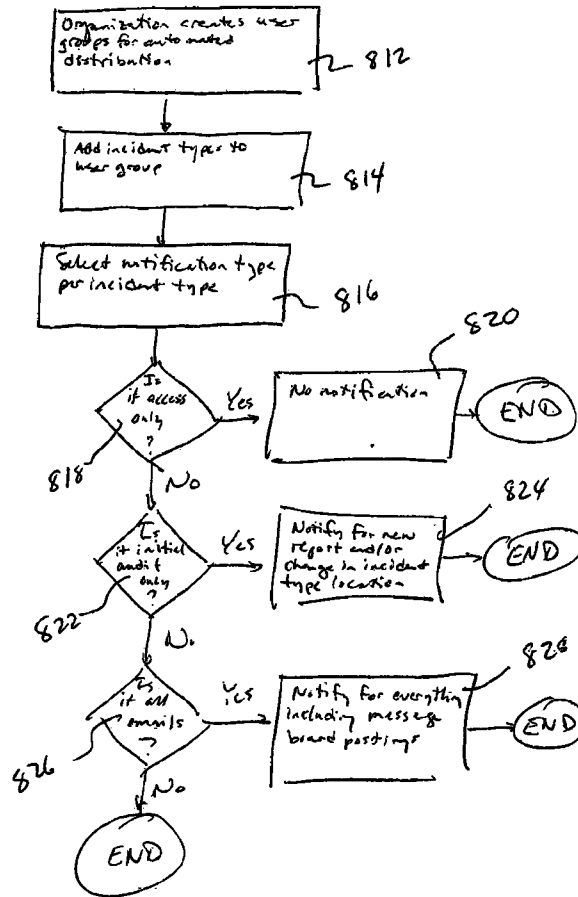 Organization creates user
groups for automated
distribution
812
Add incident types to
user group
814
Select notification type
per incident type
816
Is
it access
only
?
818
Yes
No notification
820
END
No
Is
it initial
audit
only
?
822
Yes
Notify for new
report and/or
change in incident
type location
824
END
No
Is
it all
emails
?
826
Yes
Notify for everything
including message
board postings
828
END
No
END